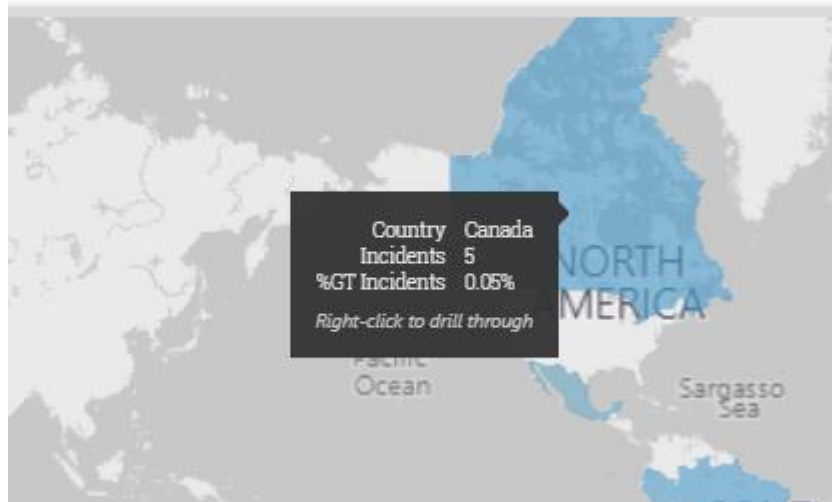 Country Canada
Incidents 5
%GT Incidents 0.05%
Right-click to drill through
NORTH
AMERICA
Pacific
Ocean
Sargasso
Sea